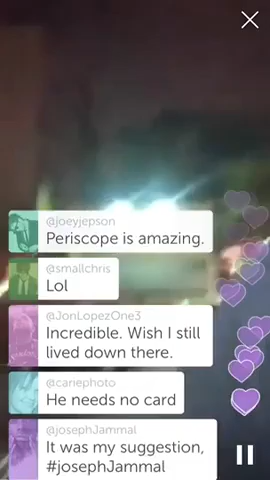 @joeyjepson
Periscope is amazing.
@smallchris
Lol
@JonLopezOne3
Incredible. Wish I still
lived down there.
@cariephoto
He needs no card
@josephJammal
It was my suggestion,
#josephJammal